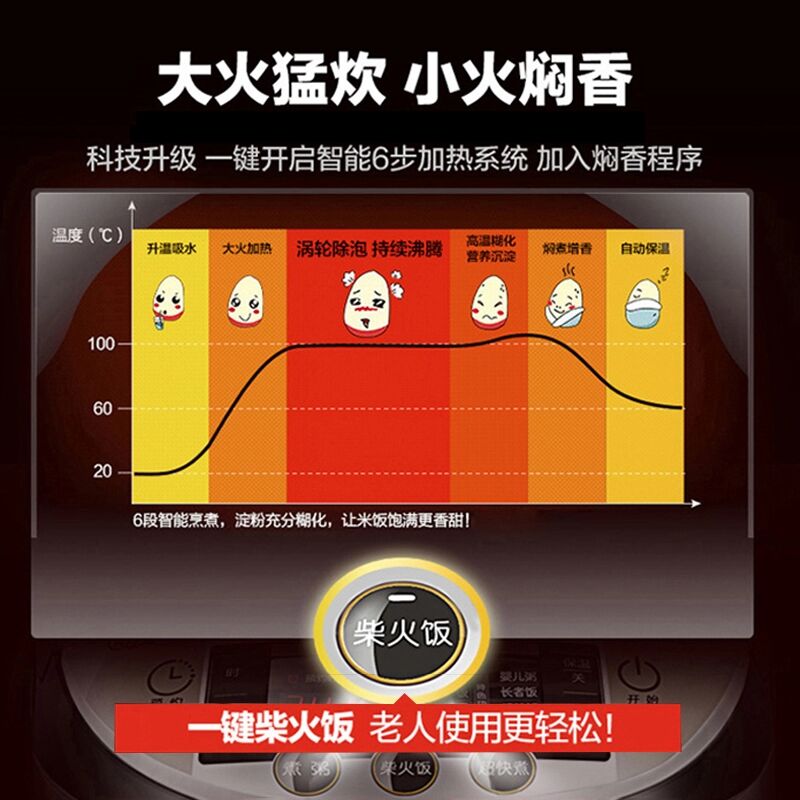 大火猛炊 小火焖香
科技升级 一键开启智能6步加热系统 加入焖香程序
温度(℃)
升温吸水
大火加热
涡轮除泡 持续沸腾
高温糊化
营养沉淀
焖煮增香
自动保温
100
60
20
6段智能烹煮，淀粉充分糊化，让米饭饱满更香甜！
柴火饭
时
婴儿粥
长者饭
保温
关
开始
一键柴火饭 老人使用更轻松！
煮粥
柴火饭
超快煮